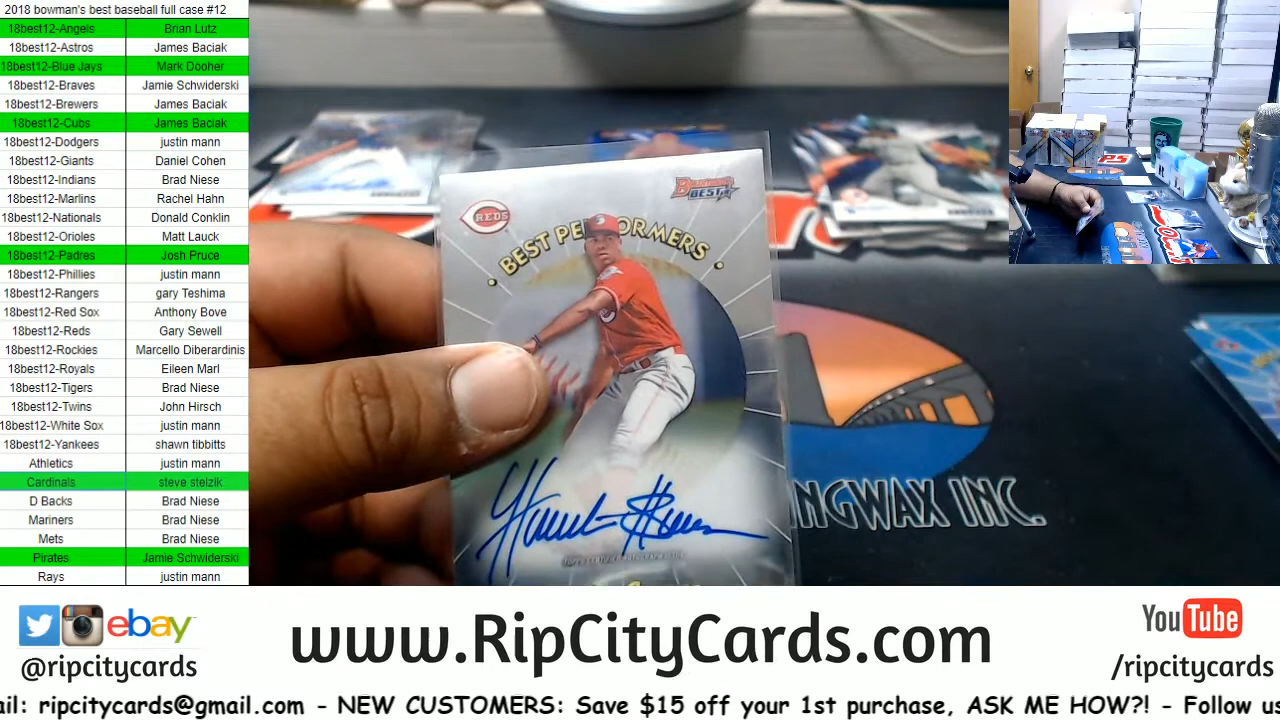 2018 bowman's best baseball full case #12
18best12-Angels Brian Lutz
18best12-Astros James Baciak
18best12-Blue Jays Mark Dooher
18best12-Braves Jamie Schwiderski
18best12-Brewers James Baciak
18best12-Cubs James Baciak
18best12-Dodgers justin mann
18best12-Giants Daniel Cohen
18best12-Indians Brad Niese
18best12-Marlins Rachel Hahn
18best12-Nationals Donald Conklin
18best12-Orioles Matt Lauck
18best12-Padres Josh Pruce
18best12-Phillies justin mann
18best12-Rangers gary Teshima
18best12-Red Sox Anthony Bove
18best12-Reds Gary Sewell
18best12-Rockies Marcello Diberardinis
18best12-Royals Eileen Marl
18best12-Tigers Brad Niese
18best12-Twins John Hirsch
18best12-White Sox justin mann
18best12-Yankees shawn tibbitts
Athletics justin mann
Cardinals steve stelzik
D Backs Brad Niese
Mariners Brad Niese
Mets Brad Niese
Pirates Jamie Schwiderski
Rays justin mann
Bowman's
BEST
REDS
BEST PERFORMERS
TOPPS CERTIFIED AUTOGRAPH ISSUE
NGWAX INC.
ebay
@ripcitycards
www.RipCityCards.com
YouTube
/ripcitycards
ail: ripcitycards@gmail.com - NEW CUSTOMERS: Save $15 off your 1st purchase, ASK ME HOW?! - Follow us